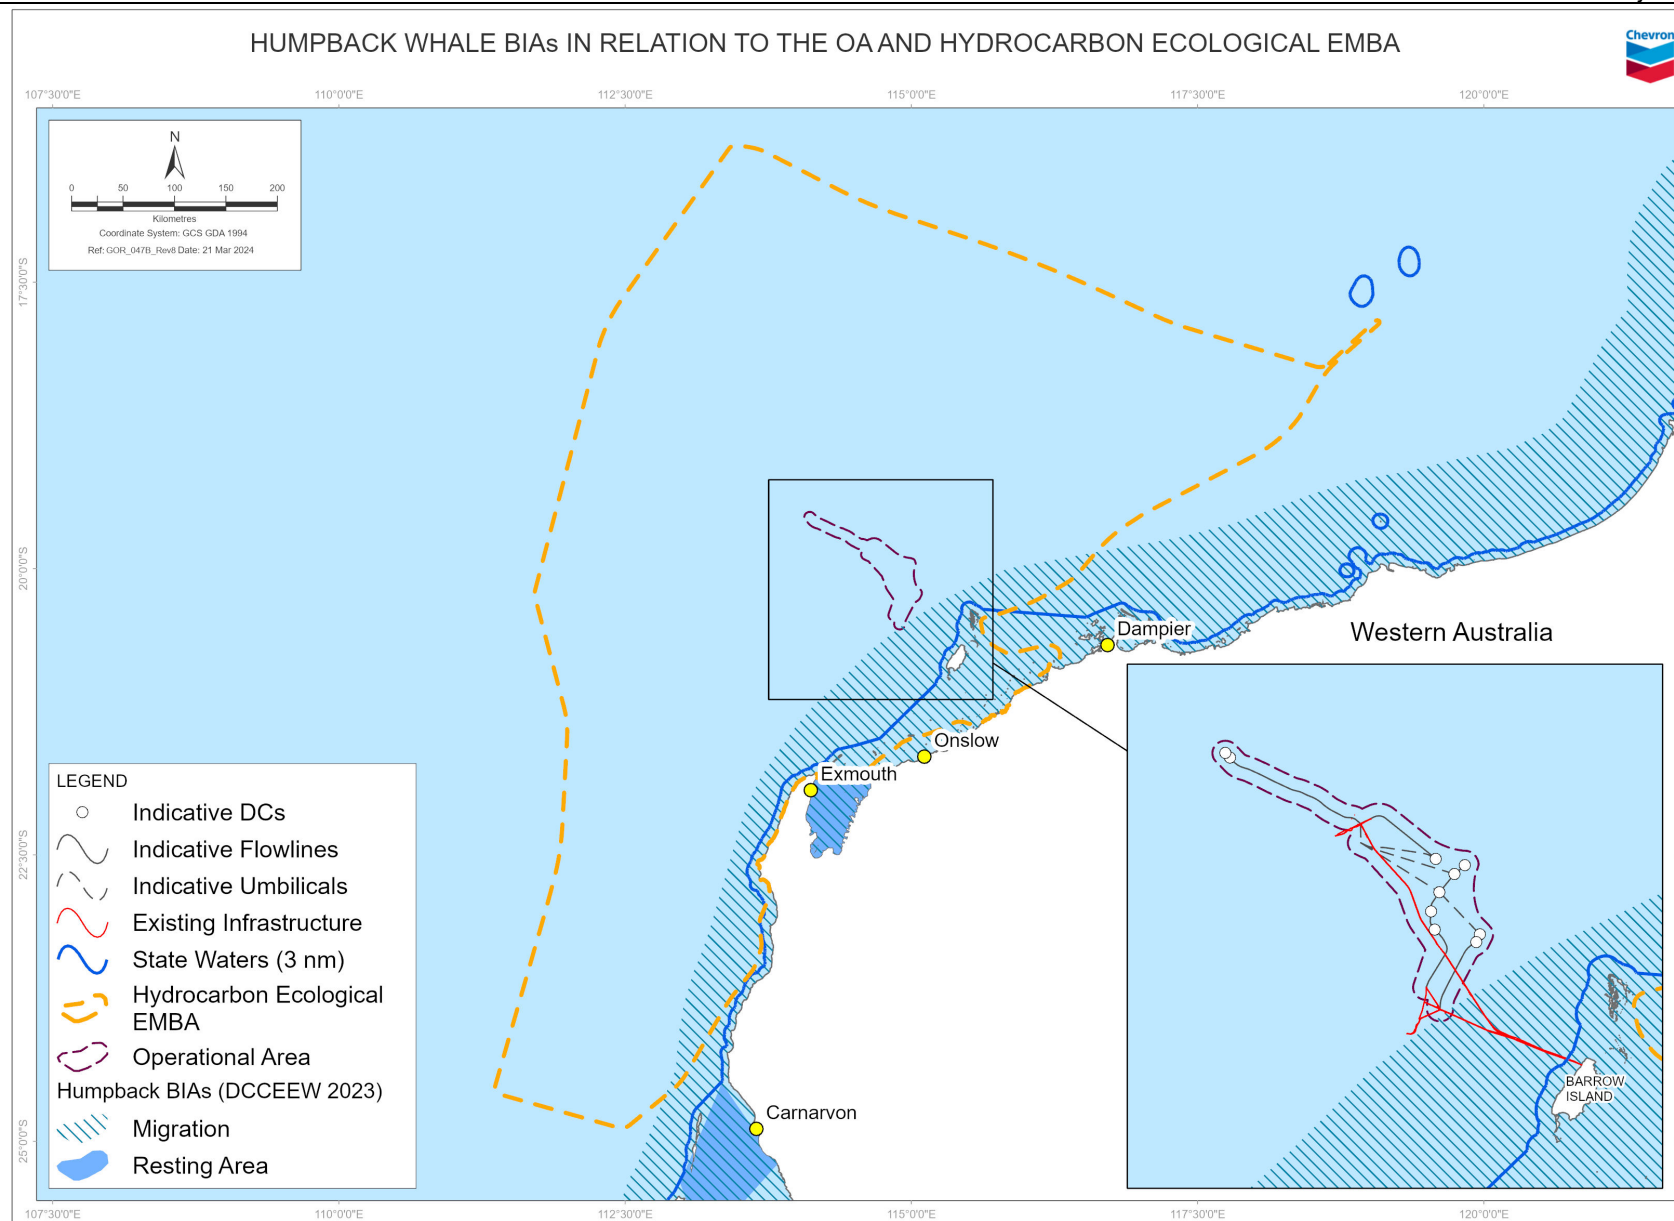 HUMPBACK WHALE BIAs IN RELATION TO THE OA AND HYDROCARBON ECOLOGICAL EMBA
Chevron
107°30'0"E 110°0'0"E 112°30'0"E 115°0'0"E 117°30'0"E 120°0'0"E
N
0 50 100 150 200
Kilometres
Coordinate System: GCS GDA 1994
Ref: GOR_047B_Rev8 Date: 21 Mar 2024
17°30'0"S
20°0'0"S
22°30'0"S
25°0'0"S
Dampier
Western Australia
Onslow
Exmouth
Carnarvon
BARROW
ISLAND
LEGEND
Indicative DCs
Indicative Flowlines
Indicative Umbilicals
Existing Infrastructure
State Waters (3 nm)
Hydrocarbon Ecological
EMBA
Operational Area
Humpback BIAs (DCCEEW 2023)
Migration
Resting Area
107°30'0"E 110°0'0"E 112°30'0"E 115°0'0"E 117°30'0"E 120°0'0"E